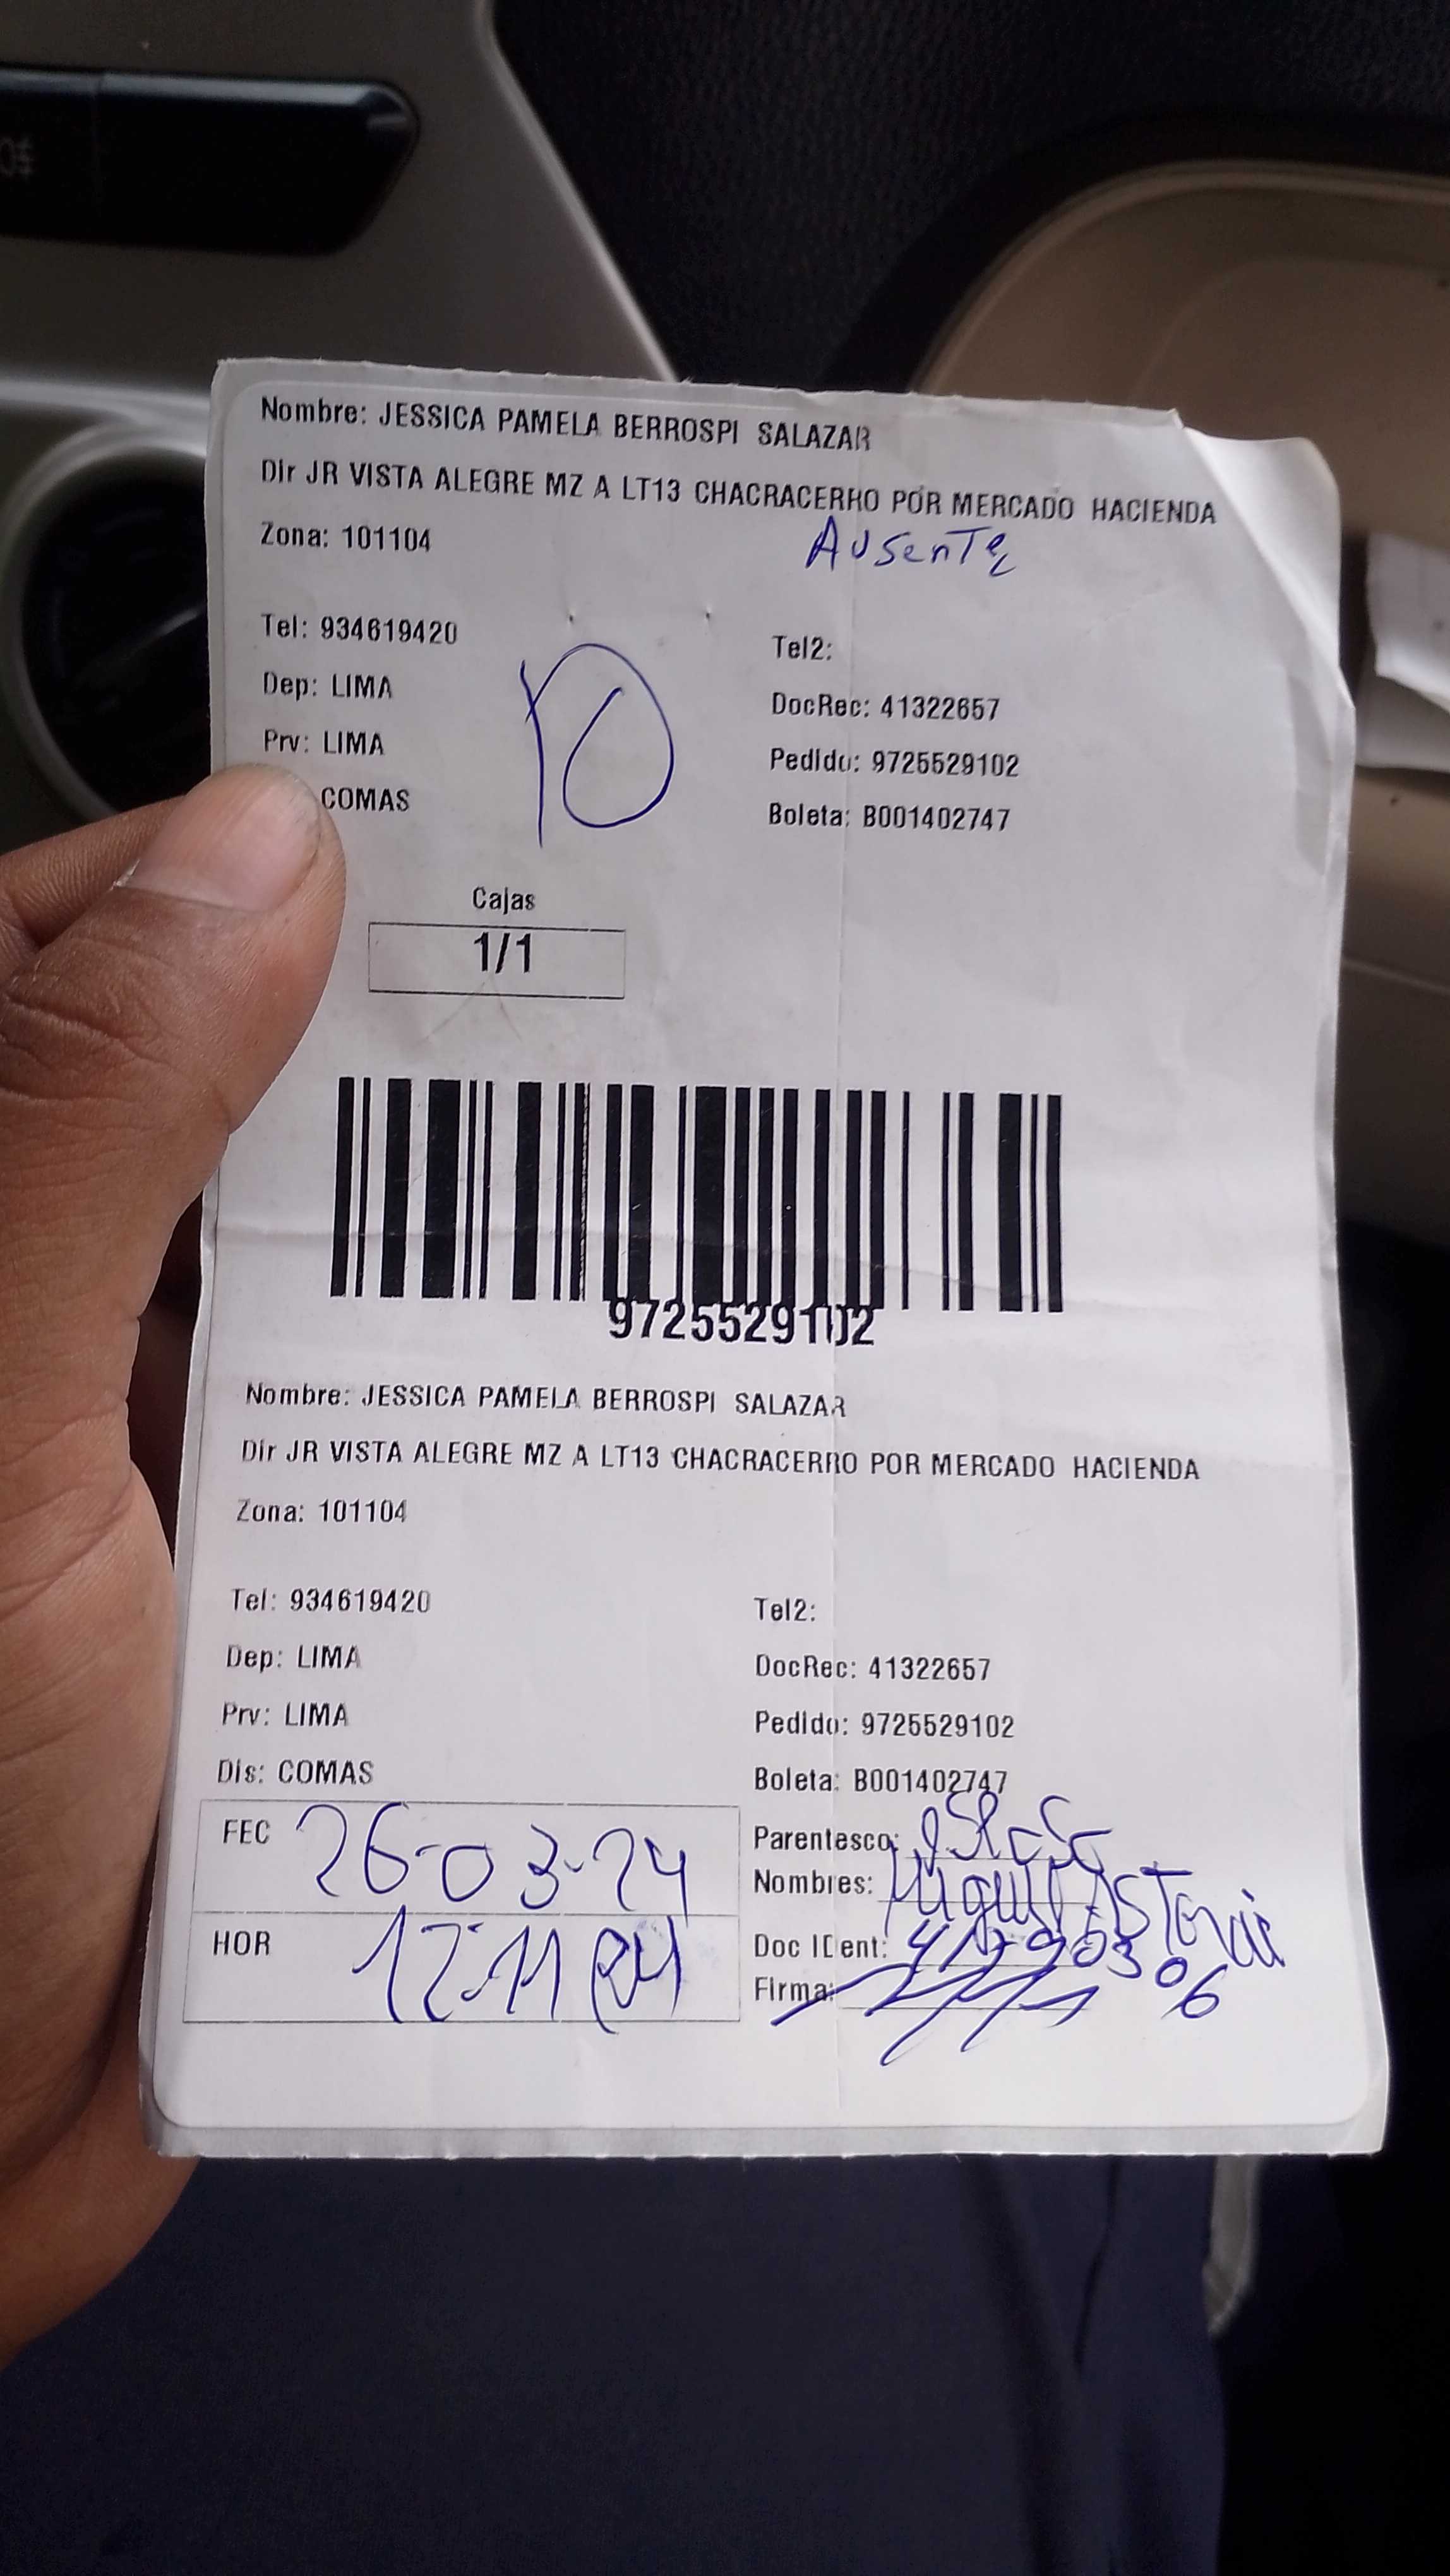 Nombre: JESSICA PAMELA BERROSPI SALAZAR
Dir JR VISTA ALEGRE MZ A LT13 CHACRACERRO POR MERCADO HACIENDA
Zona: 101104
Ausente
Tel: 934619420 Tel2:
Dep: LIMA DocRec: 41322657
Prv: LIMA Pedido: 9725529102
COMAS Boleta: B001402747
10
Cajas
1/1
9725529102
Nombre: JESSICA PAMELA BERROSPI SALAZAR
Dir JR VISTA ALEGRE MZ A LT13 CHACRACERRO POR MERCADO HACIENDA
Zona: 101104
Tel: 934619420 Tel2:
Dep: LIMA DocRec: 41322657
Prv: LIMA Pedido: 9725529102
Dis: COMAS Boleta: B001402747
FEC 26-03-24 Parentesco:
Nombres: Miguel
HOR 12:11 Doc IDent:
Firma: